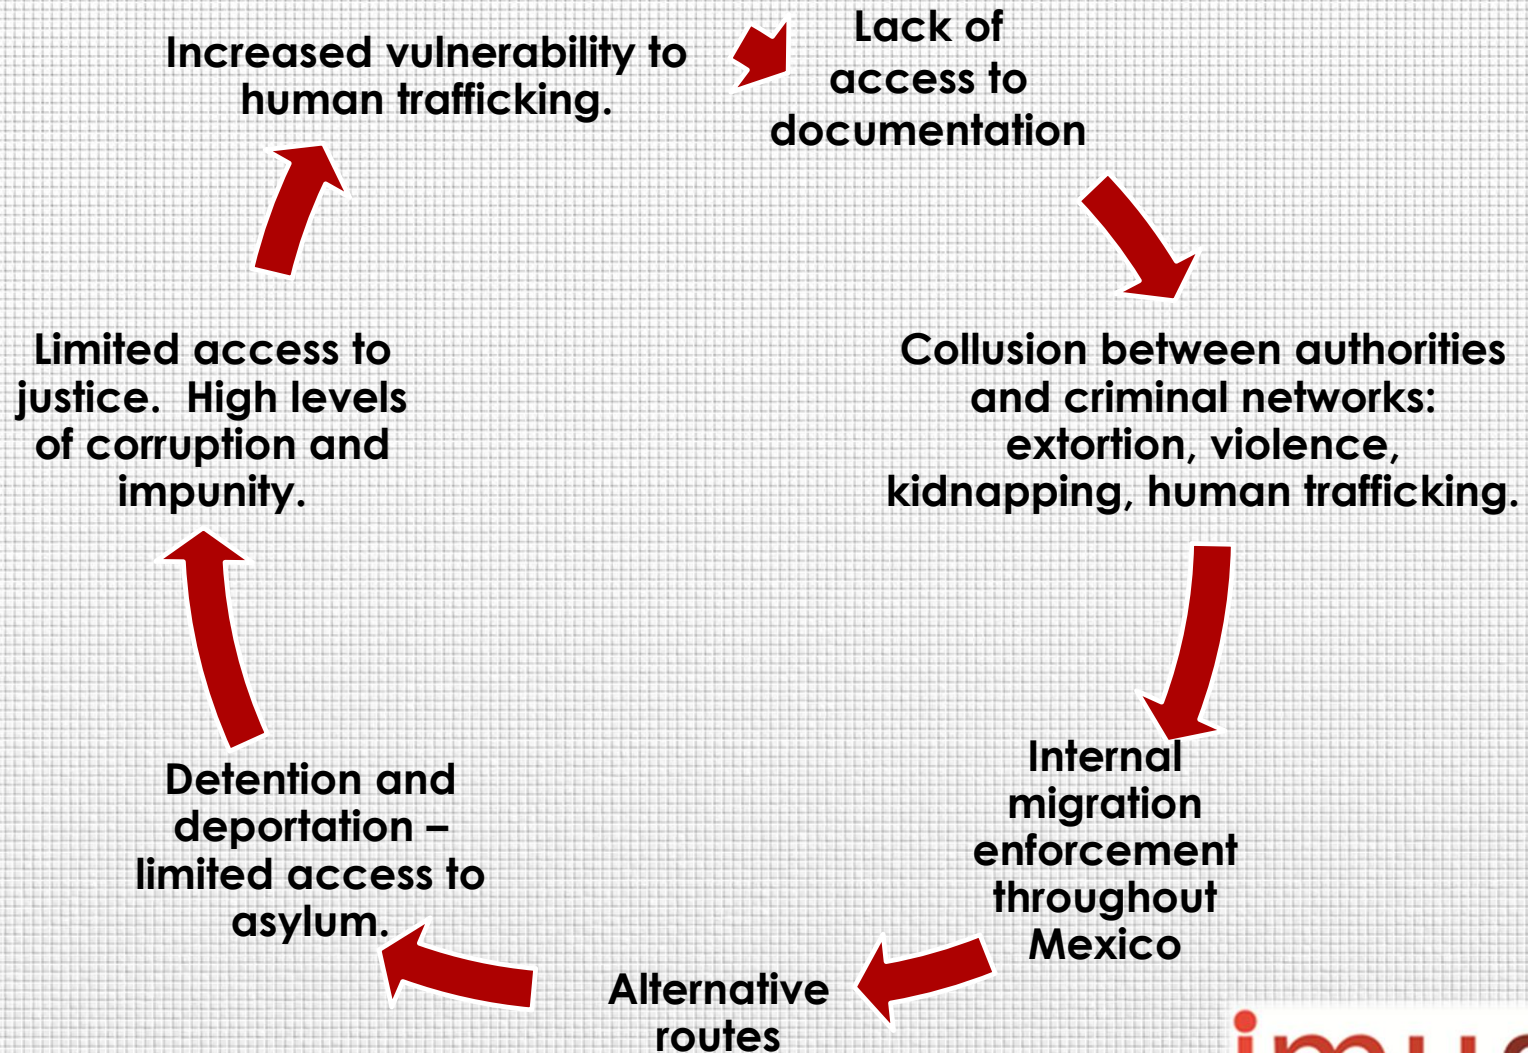 Lack of
access to
documentation
Collusion between authorities
and criminal networks:
extortion, violence,
kidnapping, human trafficking.
Internal
migration
enforcement
throughout
Mexico
Alternative
routes
Detention and
deportation –
limited access to
asylum.
Limited access to
justice.  High levels
of corruption and
impunity.
Increased vulnerability to
human trafficking.